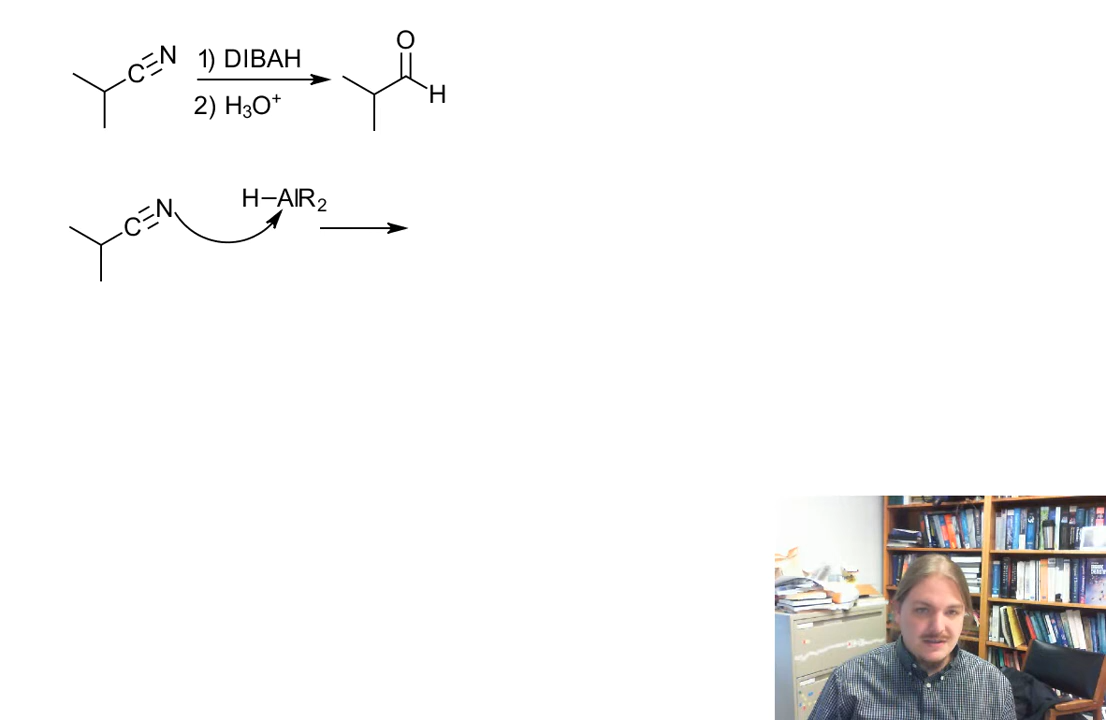 C≡N
1) DIBAH
2) H₃O⁺
O
H
C≡N
H–AlR₂